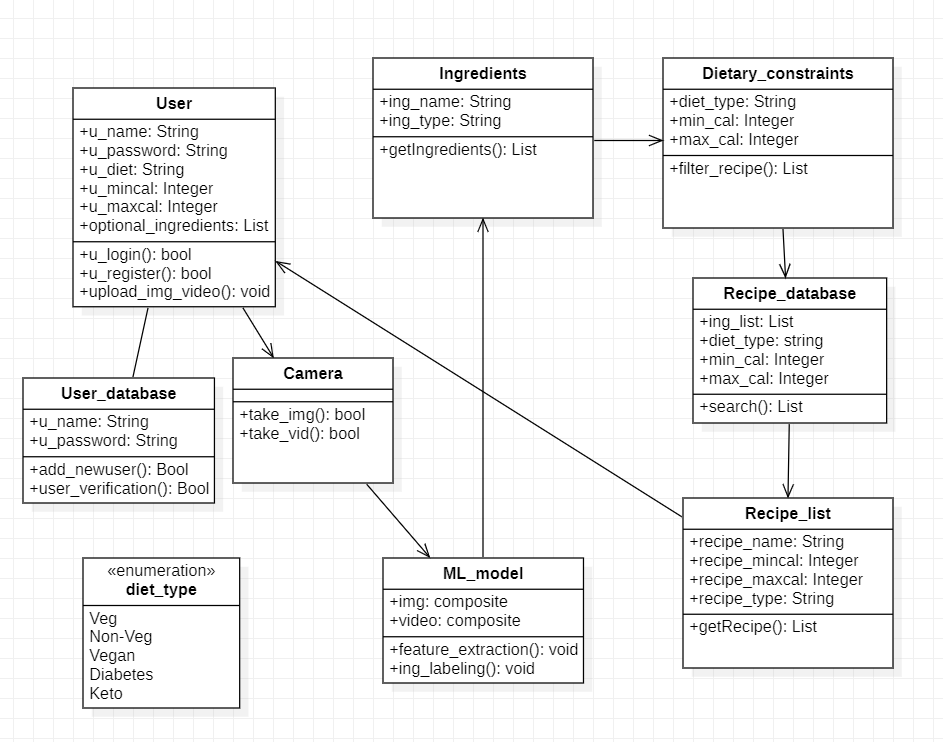 User
+u_name: String
+u_password: String
+u_diet: String
+u_mincal: Integer
+u_maxcal: Integer
+optional_ingredients: List
+u_login(): bool
+u_register(): bool
+upload_img_video(): void
Ingredients
+ing_name: String
+ing_type: String
+getIngredients(): List
Dietary_constraints
+diet_type: String
+min_cal: Integer
+max_cal: Integer
+filter_recipe(): List
Recipe_database
+ing_list: List
+diet_type: string
+min_cal: Integer
+max_cal: Integer
+search(): List
User_database
+u_name: String
+u_password: String
+add_newuser(): Bool
+user_verification(): Bool
Camera
+take_img(): bool
+take_vid(): bool
Recipe_list
+recipe_name: String
+recipe_mincal: Integer
+recipe_maxcal: Integer
+recipe_type: String
+getRecipe(): List
«enumeration»
diet_type
Veg
Non-Veg
Vegan
Diabetes
Keto
ML_model
+img: composite
+video: composite
+feature_extraction(): void
+ing_labeling(): void